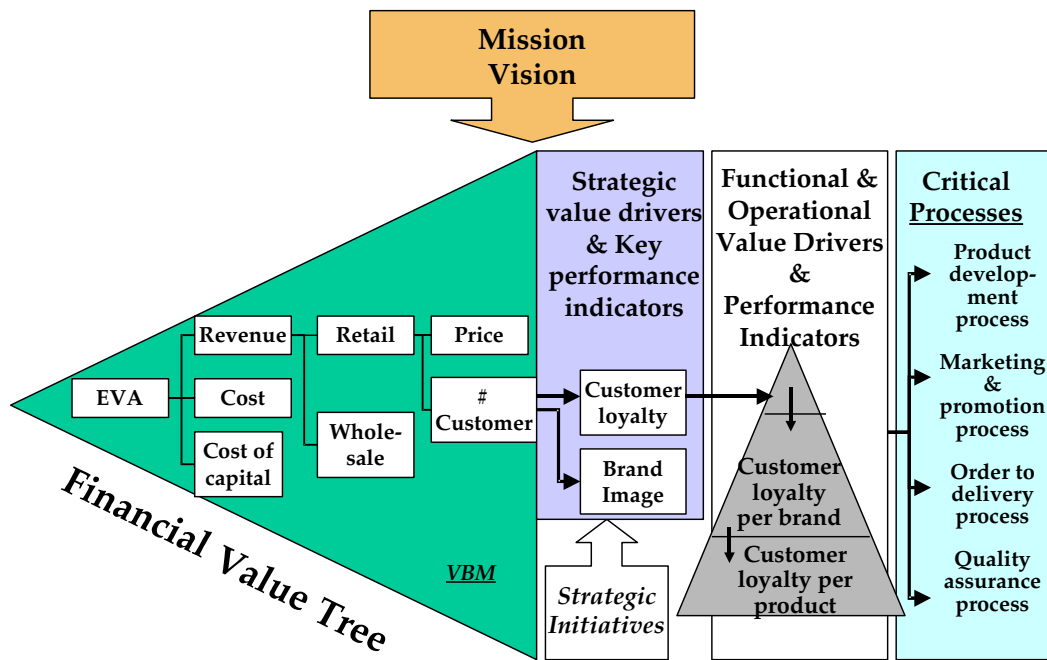 Mission
Vision
Strategic
value drivers
& Key
performance
indicators
Functional &
Operational
Value Drivers
&
Performance
Indicators
Critical
Processes
Product
develop-
ment
process
Marketing
&
promotion
process
Order to
delivery
process
Quality
assurance
process
Revenue
Retail
Price
EVA
Cost
#
Customer
Cost of
capital
Whole-
sale
Customer
loyalty
Brand
Image
Customer
loyalty
per brand
Customer
loyalty per
product
Financial Value Tree
VBM
Strategic
Initiatives